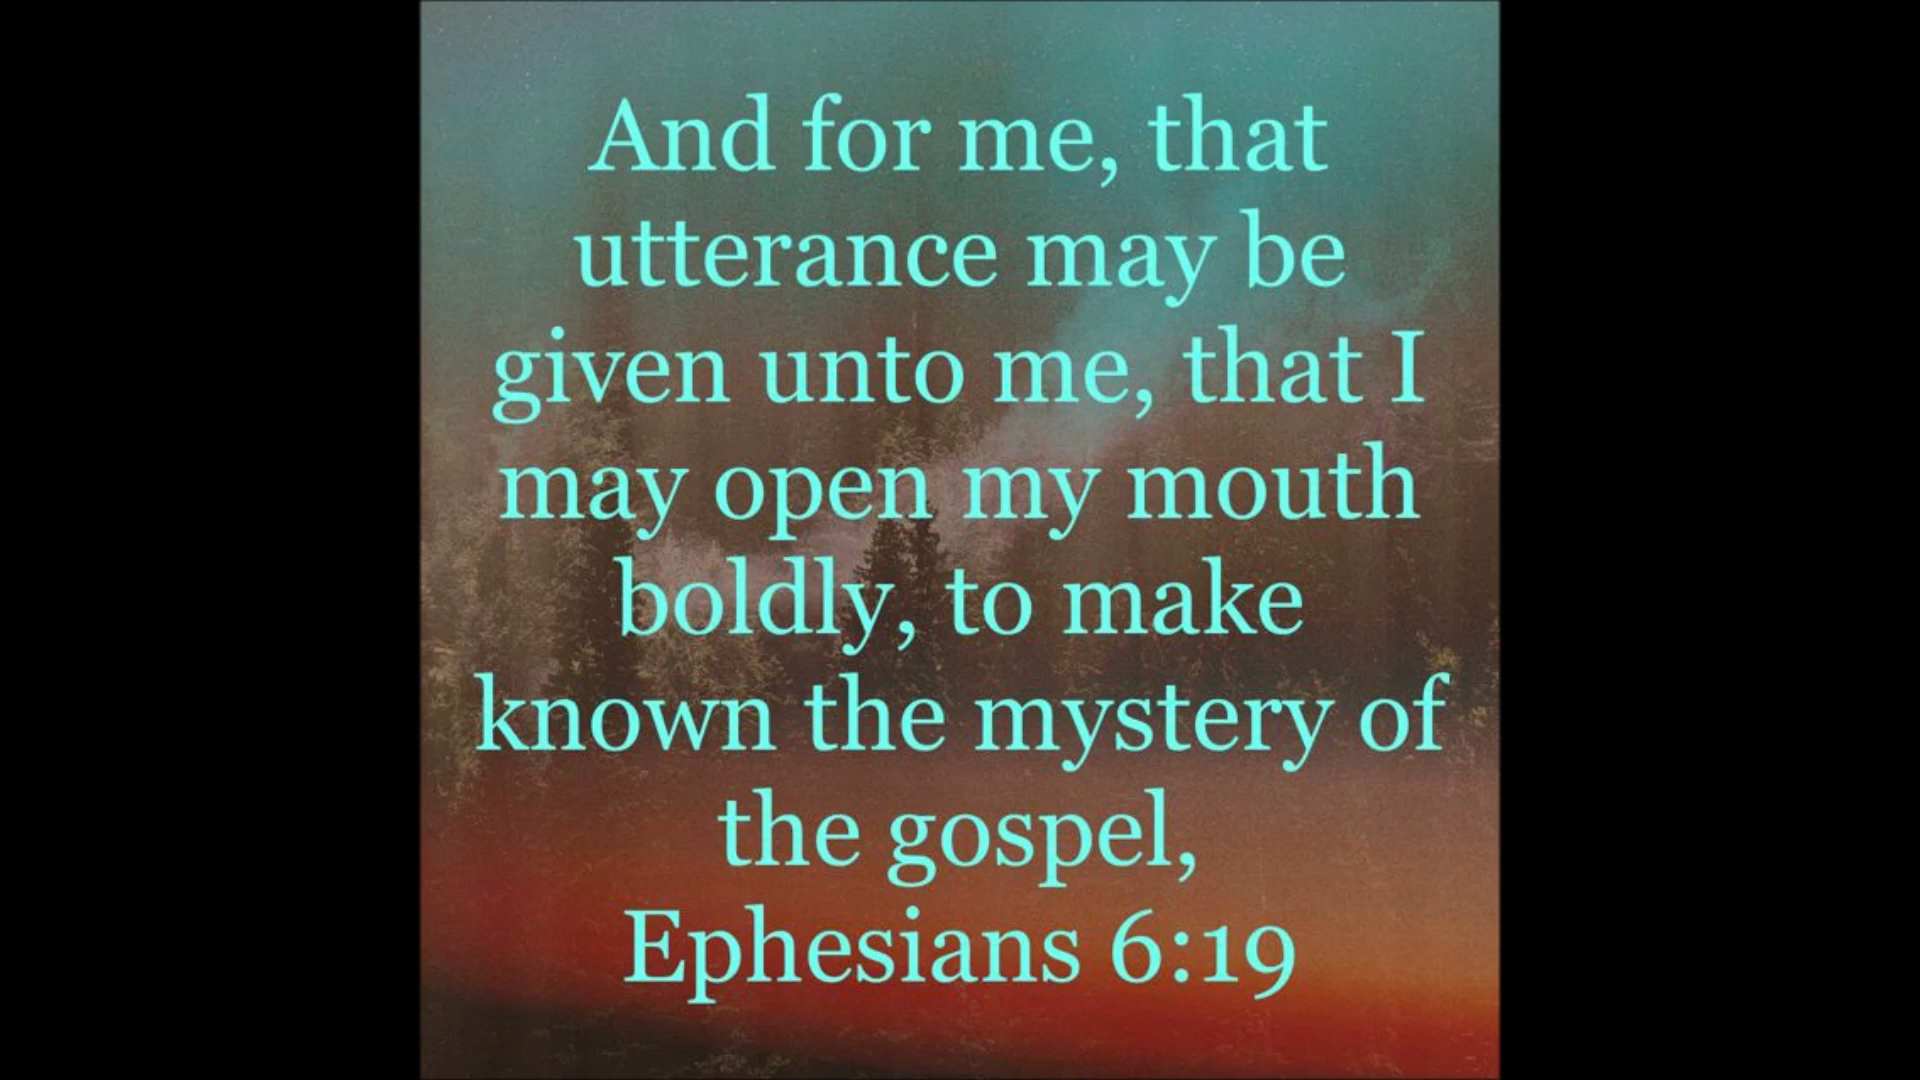 And for me, that
utterance may be
given unto me, that I
may open my mouth
boldly, to make
known the mystery of
the gospel,
Ephesians 6:19